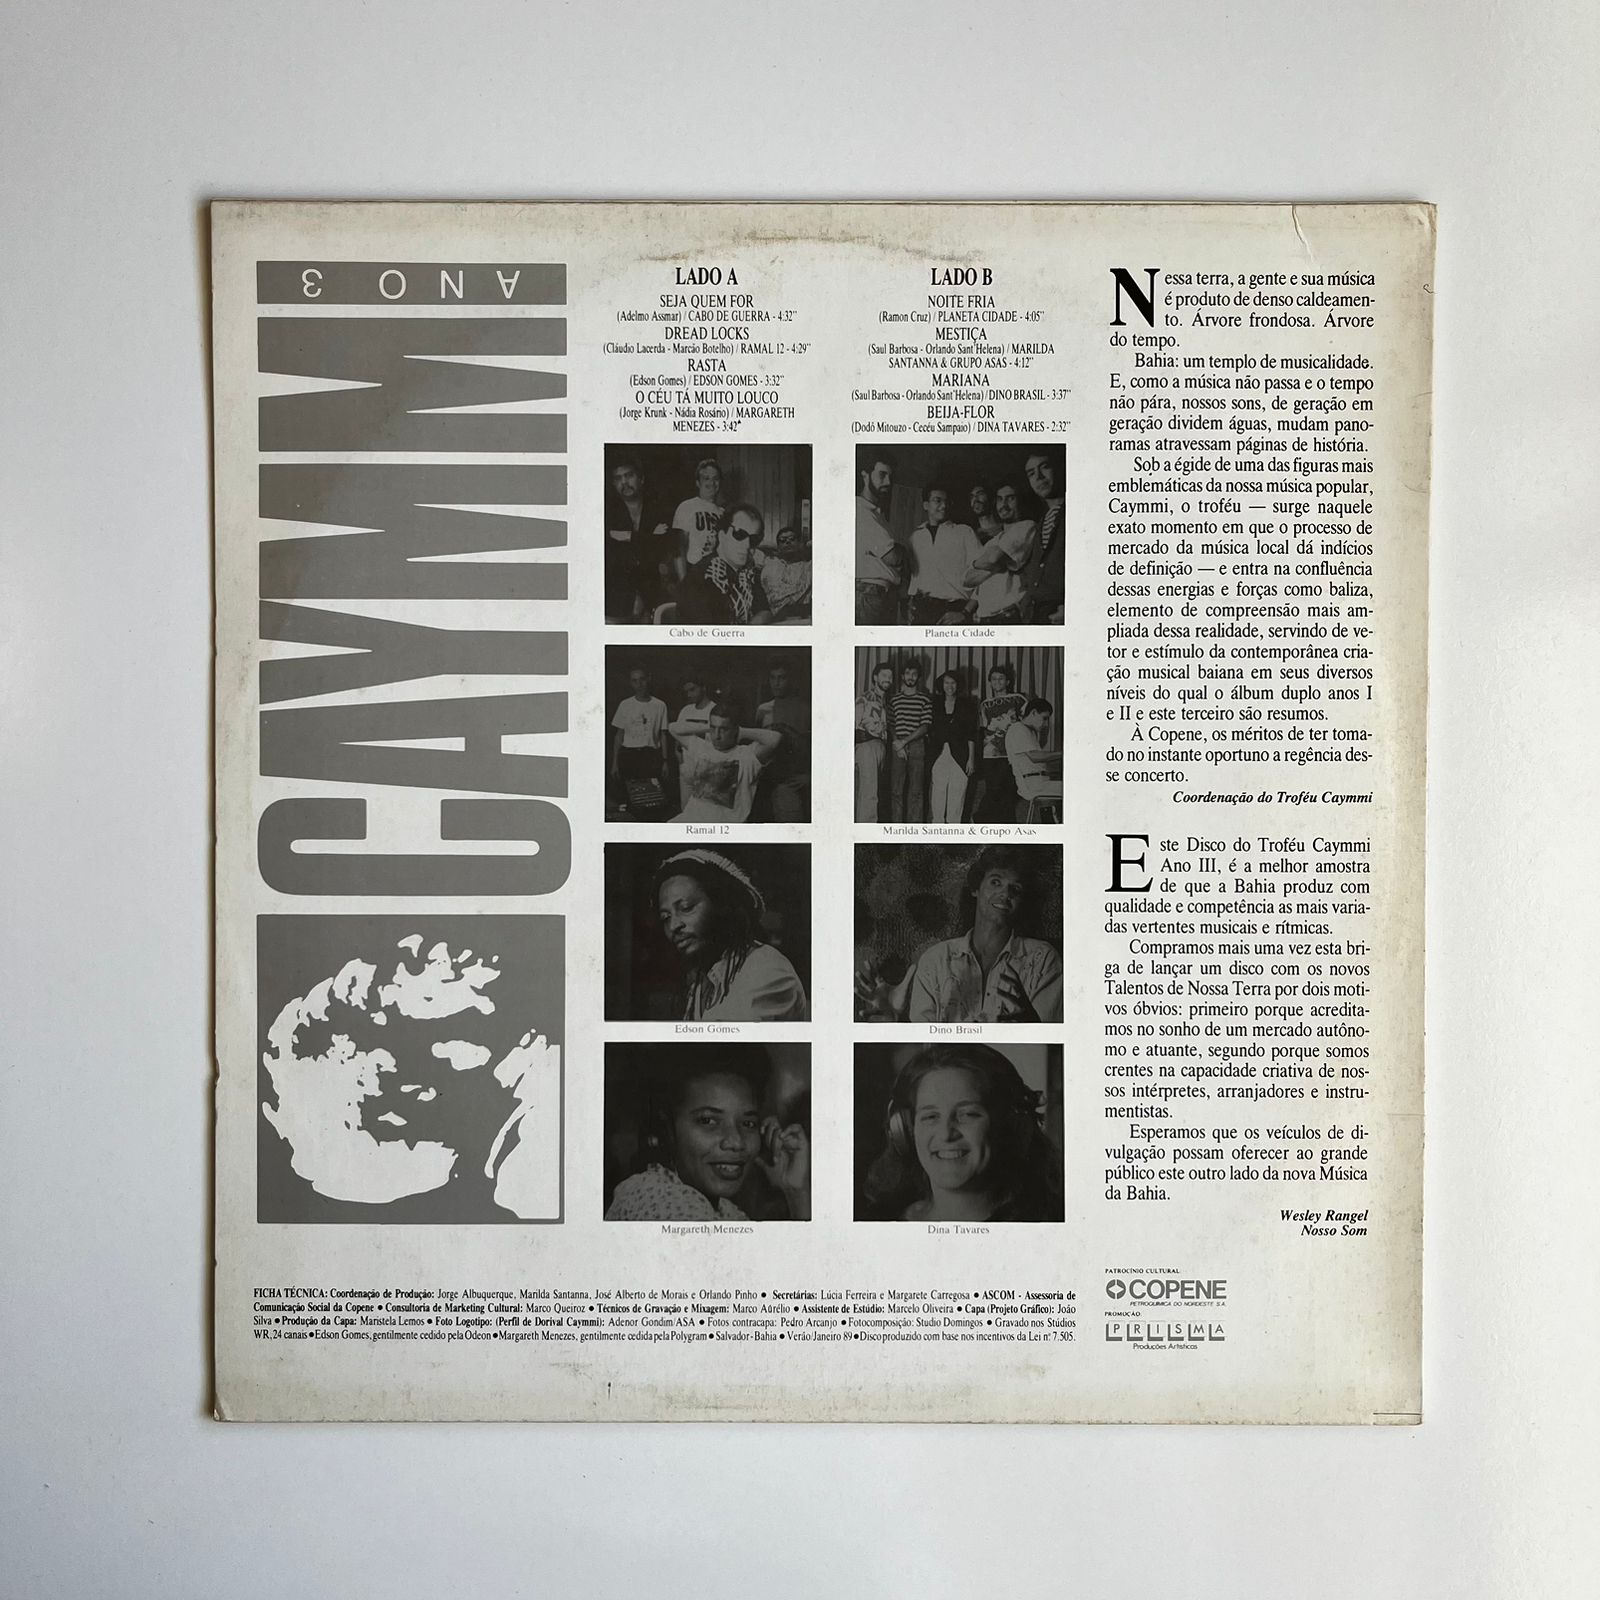 ANO 3
CAYMMI
LADO A
SEJA QUEM FOR
(Adelmo Assmar) / CABO DE GUERRA - 4:32"
DREAD LOCKS
(Cláudio Lacerda - Marcão Botelho) / RAMAL 12 - 4:29"
RASTA
(Edson Gomes) / EDSON GOMES - 3:32"
O CÉU TÁ MUITO LOUCO
(Jorge Krunk - Nádia Rosário) / MARGARETH
MENEZES - 3:42"
Cabo de Guerra
Ramal 12
Edson Gomes
Margareth Menezes
LADO B
NOITE FRIA
(Ramon Cruz) / PLANETA CIDADE - 4:05"
MESTIÇA
(Saul Barbosa - Orlando Sant'Helena) / MARILDA
SANTANNA & GRUPO ASAS - 4:12"
MARIANA
(Saul Barbosa - Orlando Sant'Helena) / DINO BRASIL - 3:37"
BEIJA-FLOR
(Dodô Mitouzo - Cecéu Sampaio) / DINA TAVARES - 2:32"
Planeta Cidade
Marilda Santanna & Grupo Asas
Dino Brasil
Dina Tavares
Nessa terra, a gente e sua música
é produto de denso caldeamen-
to. Árvore frondosa. Árvore
do tempo.
Bahia: um templo de musicalidade.
E, como a música não passa e o tempo
não pára, nossos sons, de geração em
geração dividem águas, mudam pano-
ramas atravessam páginas de história.
Sob a égide de uma das figuras mais
emblemáticas da nossa música popular,
Caymmi, o troféu — surge naquele
exato momento em que o processo de
mercado da música local dá indícios
de definição — e entra na confluência
dessas energias e forças como baliza,
elemento de compreensão mais am-
pliada dessa realidade, servindo de ve-
tor e estímulo da contemporânea cria-
ção musical baiana em seus diversos
níveis do qual o álbum duplo anos I
e II e este terceiro são resumos.
À Copene, os méritos de ter toma-
do no instante oportuno a regência des-
se concerto.
Coordenação do Troféu Caymmi
Este Disco do Troféu Caymmi
Ano III, é a melhor amostra
de que a Bahia produz com
qualidade e competência as mais varia-
das vertentes musicais e rítmicas.
Compramos mais uma vez esta bri-
ga de lançar um disco com os novos
Talentos de Nossa Terra por dois moti-
vos óbvios: primeiro porque acredita-
mos no sonho de um mercado autôno-
mo e atuante, segundo porque somos
crentes na capacidade criativa de nos-
sos intérpretes, arranjadores e instru-
mentistas.
Esperamos que os veículos de di-
vulgação possam oferecer ao grande
público este outro lado da nova Música
da Bahia.
Wesley Rangel
Nosso Som
FICHA TÉCNICA: Coordenação de Produção: Jorge Albuquerque, Marilda Santanna, José Alberto de Morais e Orlando Pinho ● Secretárias: Lúcia Ferreira e Margarete Carregosa ● ASCOM - Assessoria de
Comunicação Social da Copene ● Consultoria de Marketing Cultural: Marco Queiroz ● Técnicos de Gravação e Mixagem: Marco Aurélio ● Assistente de Estúdio: Marcelo Oliveira ● Capa (Projeto Gráfico): João
Silva ● Produção da Capa: Maristela Lemos ● Foto Logotipo: (Perfil de Dorival Caymmi): Adenor Gondim/ASA ● Fotos contracapa: Pedro Arcanjo ● Fotocomposição: Studio Domingos ● Gravado nos Stúdios
WR, 24 canais ● Edson Gomes, gentilmente cedido pela Odeon ● Margareth Menezes, gentilmente cedida pela Polygram ● Salvador - Bahia ● Verão/Janeiro 89 ● Disco produzido com base nos incentivos da Lei nº 7.505.
PATROCÍNIO CULTURAL:
COPENE
PETROQUÍMICA DO NORDESTE S.A.
PROMOÇÃO:
PRISMA
Produções Artísticas